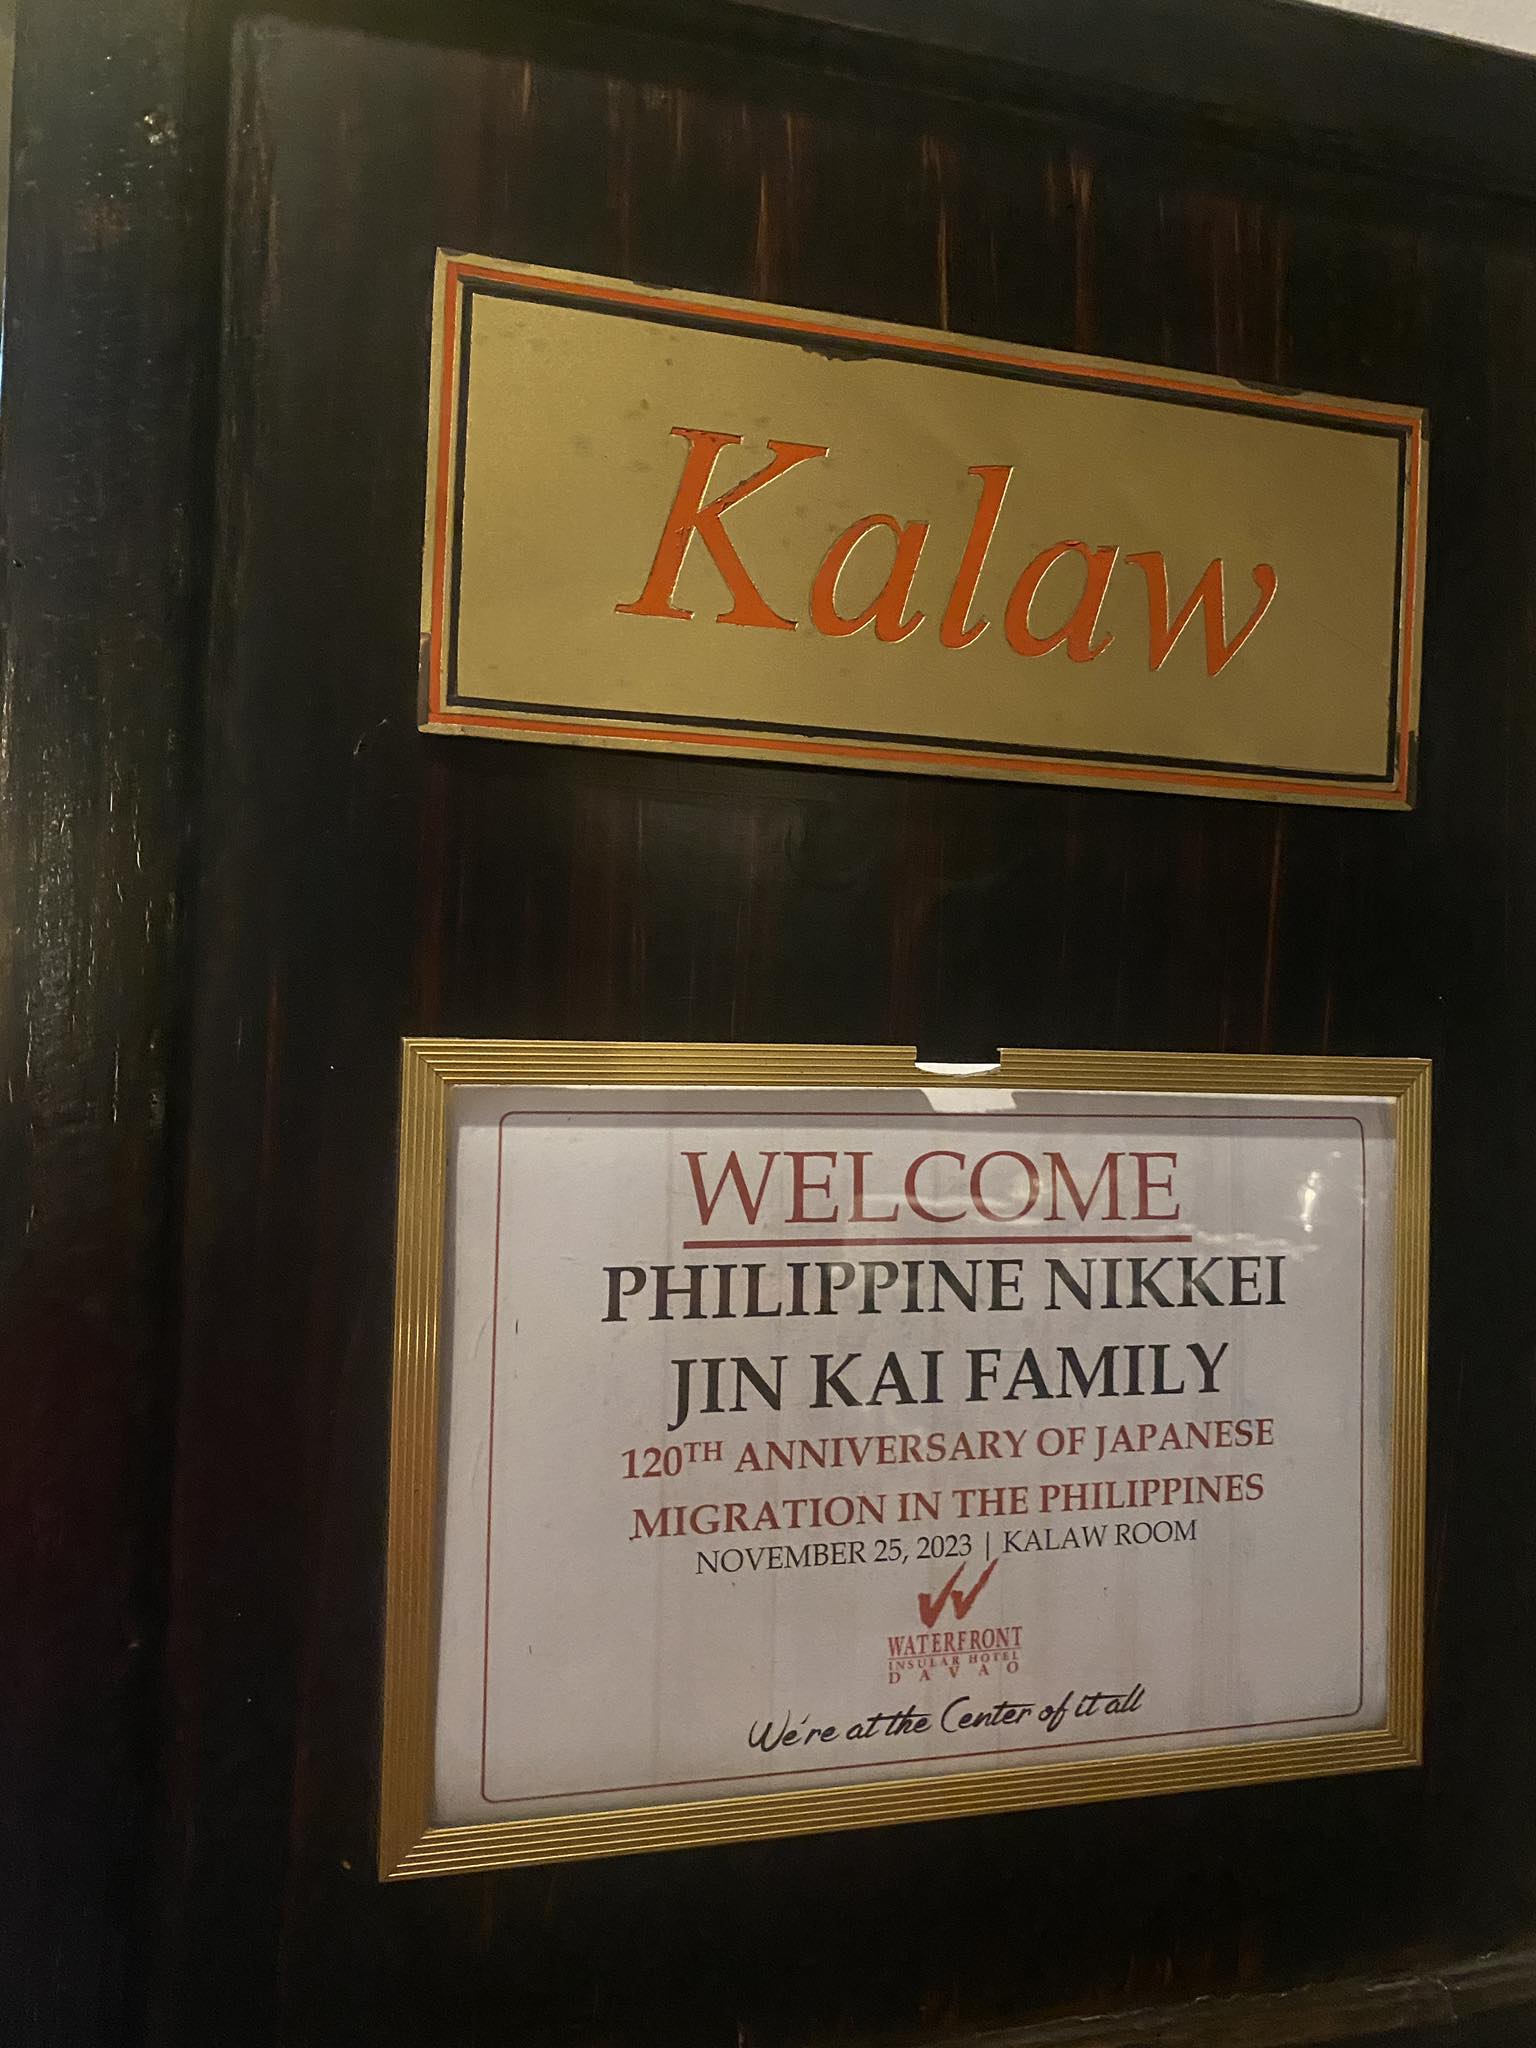 Kalaw
WELCOME
PHILIPPINE NIKKEI
JIN KAI FAMILY
120TH ANNIVERSARY OF JAPANESE
MIGRATION IN THE PHILIPPINES
NOVEMBER 25, 2023 | KALAW ROOM
WATERFRONT
INSULAR HOTEL
DAVAO
We're at the Center of it all